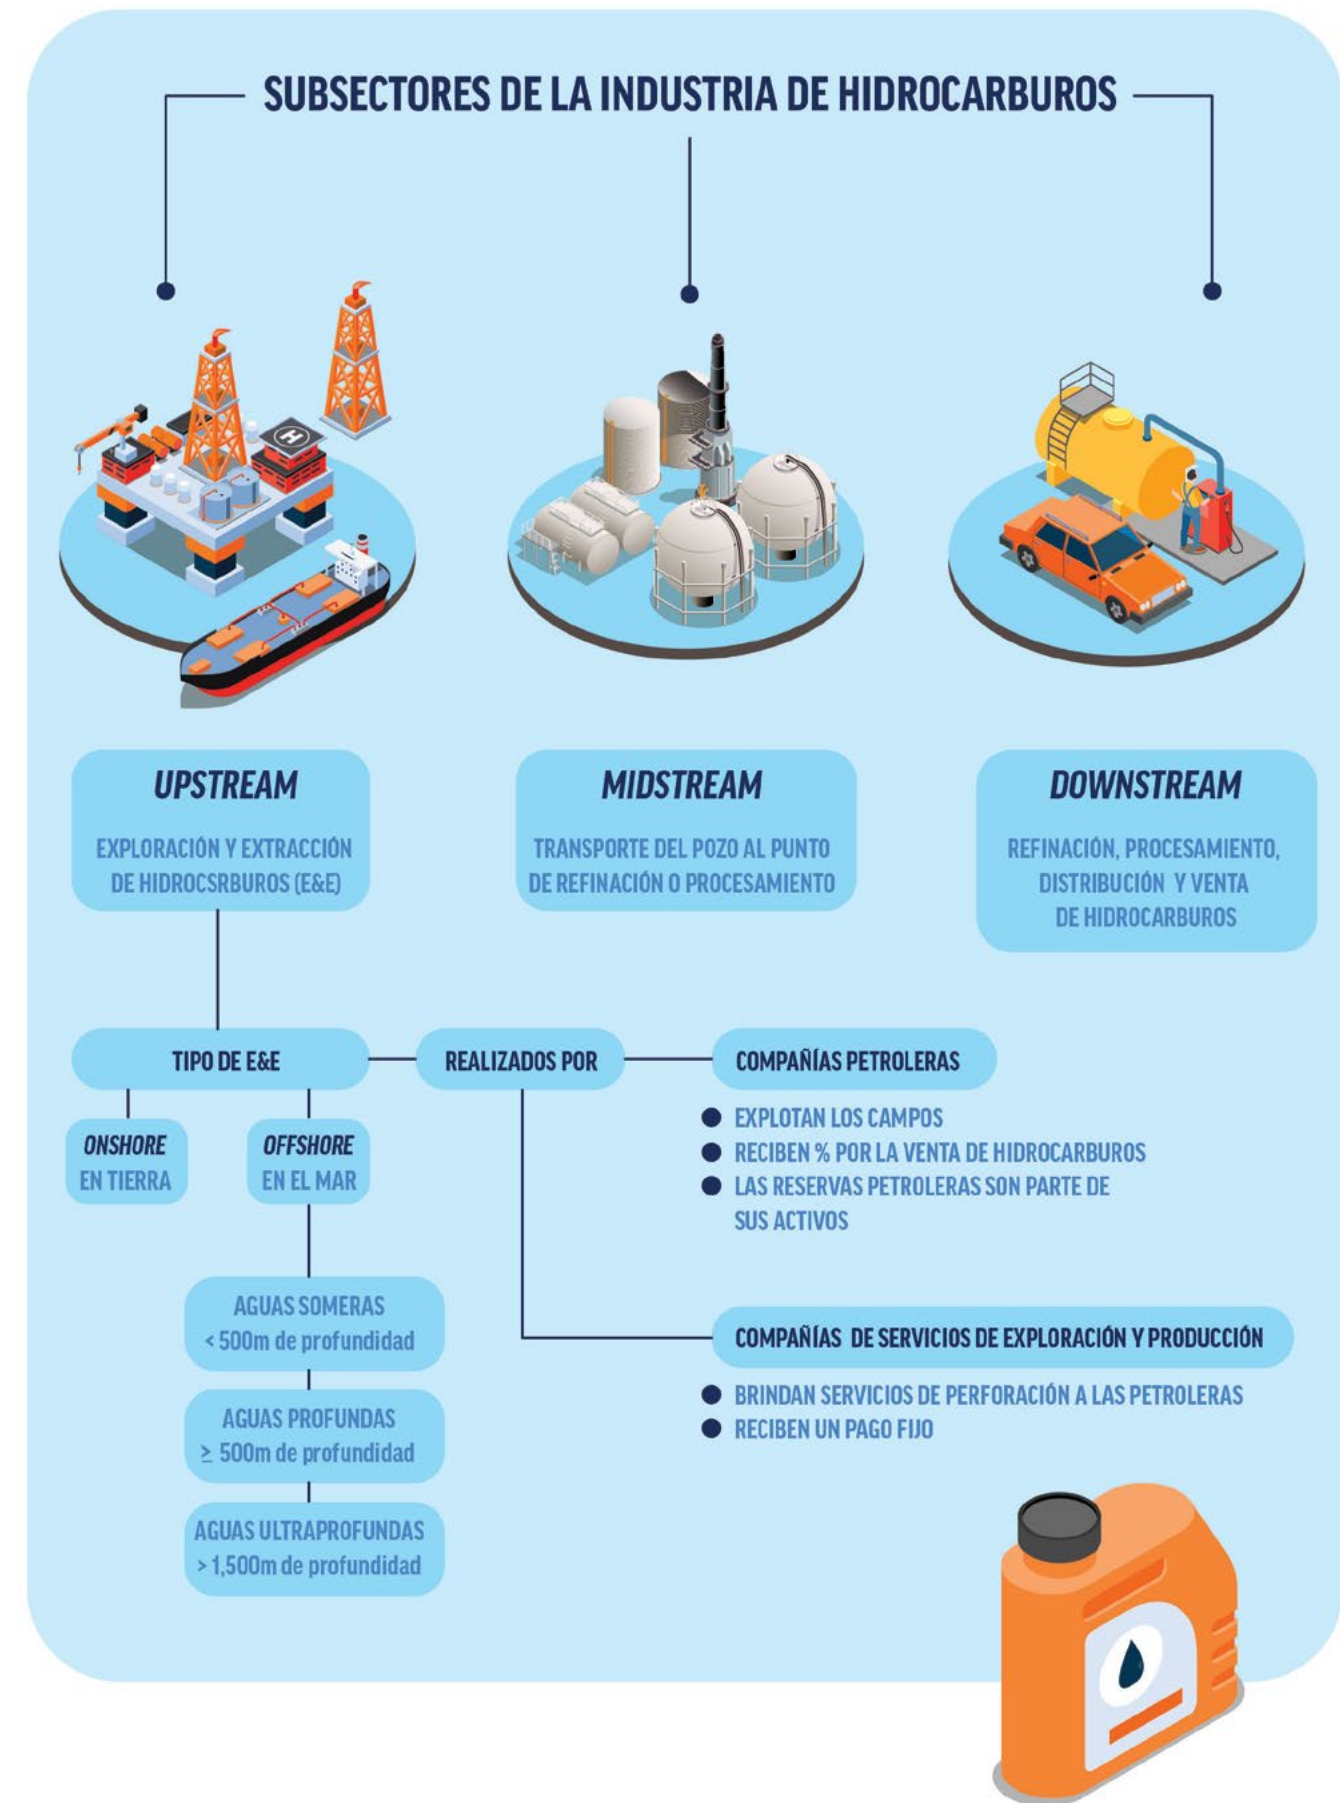 SUBSECTORES DE LA INDUSTRIA DE HIDROCARBUROS
H
UPSTREAM
EXPLORACIÓN Y EXTRACCIÓN
DE HIDROCSRBUROS (E&E)
MIDSTREAM
TRANSPORTE DEL POZO AL PUNTO
DE REFINACIÓN O PROCESAMIENTO
DOWNSTREAM
REFINACIÓN, PROCESAMIENTO,
DISTRIBUCIÓN Y VENTA
DE HIDROCARBUROS
TIPO DE E&E
ONSHORE
EN TIERRA
OFFSHORE
EN EL MAR
AGUAS SOMERAS
< 500m de profundidad
AGUAS PROFUNDAS
≥ 500m de profundidad
AGUAS ULTRAPROFUNDAS
> 1,500m de profundidad
REALIZADOS POR
COMPAÑÍAS PETROLERAS
● EXPLOTAN LOS CAMPOS
● RECIBEN % POR LA VENTA DE HIDROCARBUROS
● LAS RESERVAS PETROLERAS SON PARTE DE
SUS ACTIVOS
COMPAÑÍAS DE SERVICIOS DE EXPLORACIÓN Y PRODUCCIÓN
● BRINDAN SERVICIOS DE PERFORACIÓN A LAS PETROLERAS
● RECIBEN UN PAGO FIJO